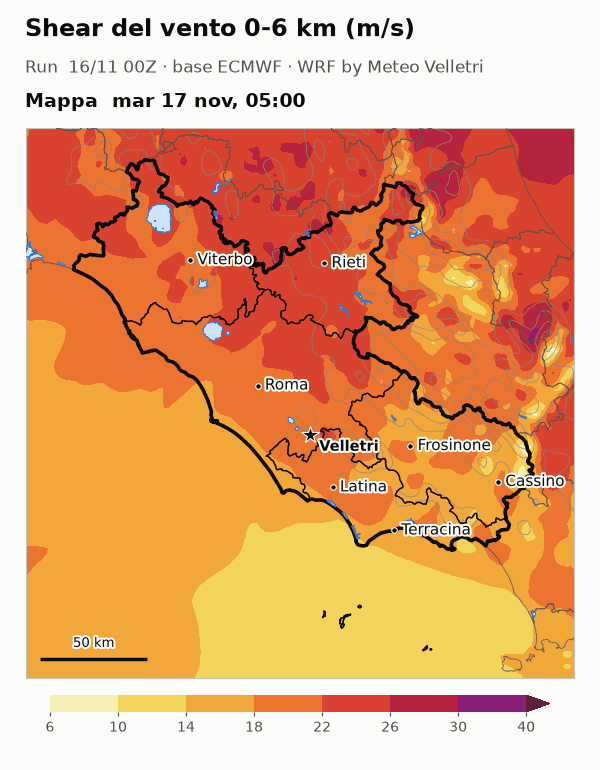 Shear del vento 0-6 km (m/s)
Run  16/11 00Z · base ECMWF · WRF by Meteo Velletri
Mappa  mar 17 nov, 05:00
Viterbo
Rieti
Roma
Velletri
Frosinone
Cassino
Latina
Terracina
50 km
6 10 14 18 22 26 30 40